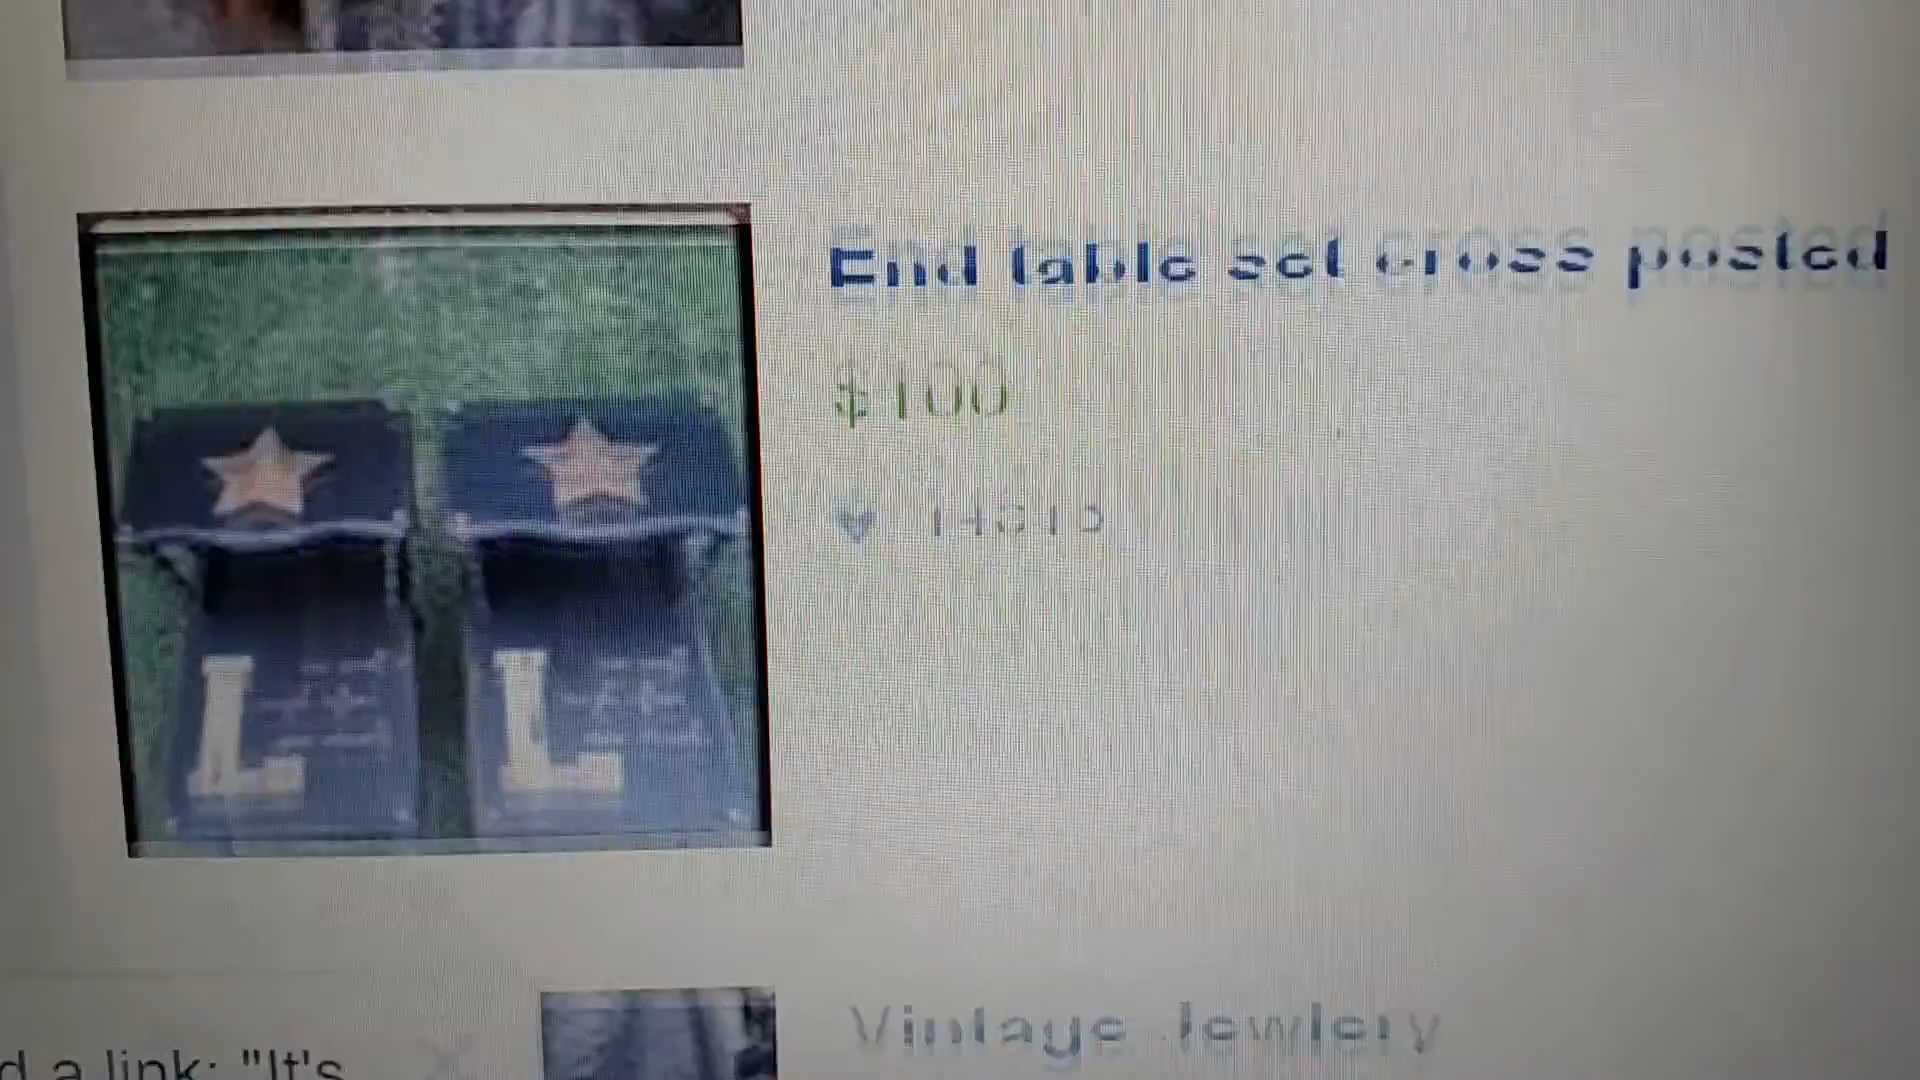 End table set cross posted
$100
L L
Vintage Jewlery
d a link: "It's